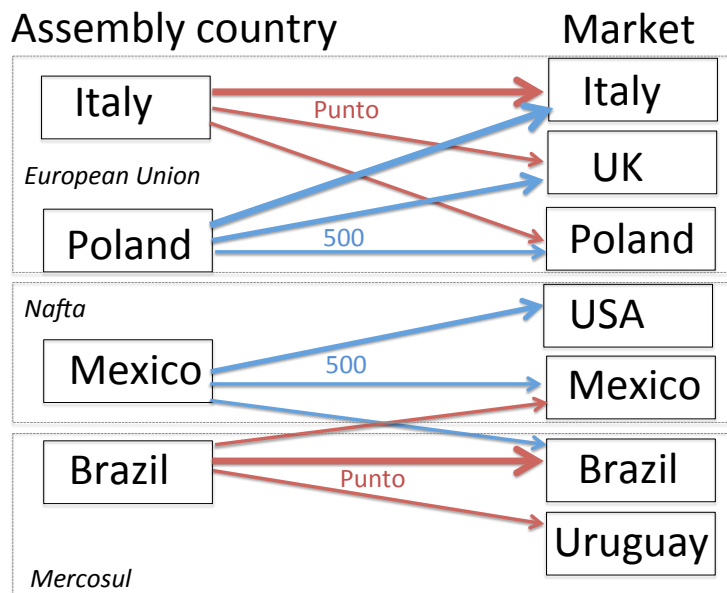 Assembly country
Market
Italy
Italy
Punto
European Union
UK
Poland
500
Poland
Nafta
USA
Mexico
500
Mexico
Brazil
Brazil
Punto
Uruguay
Mercosul